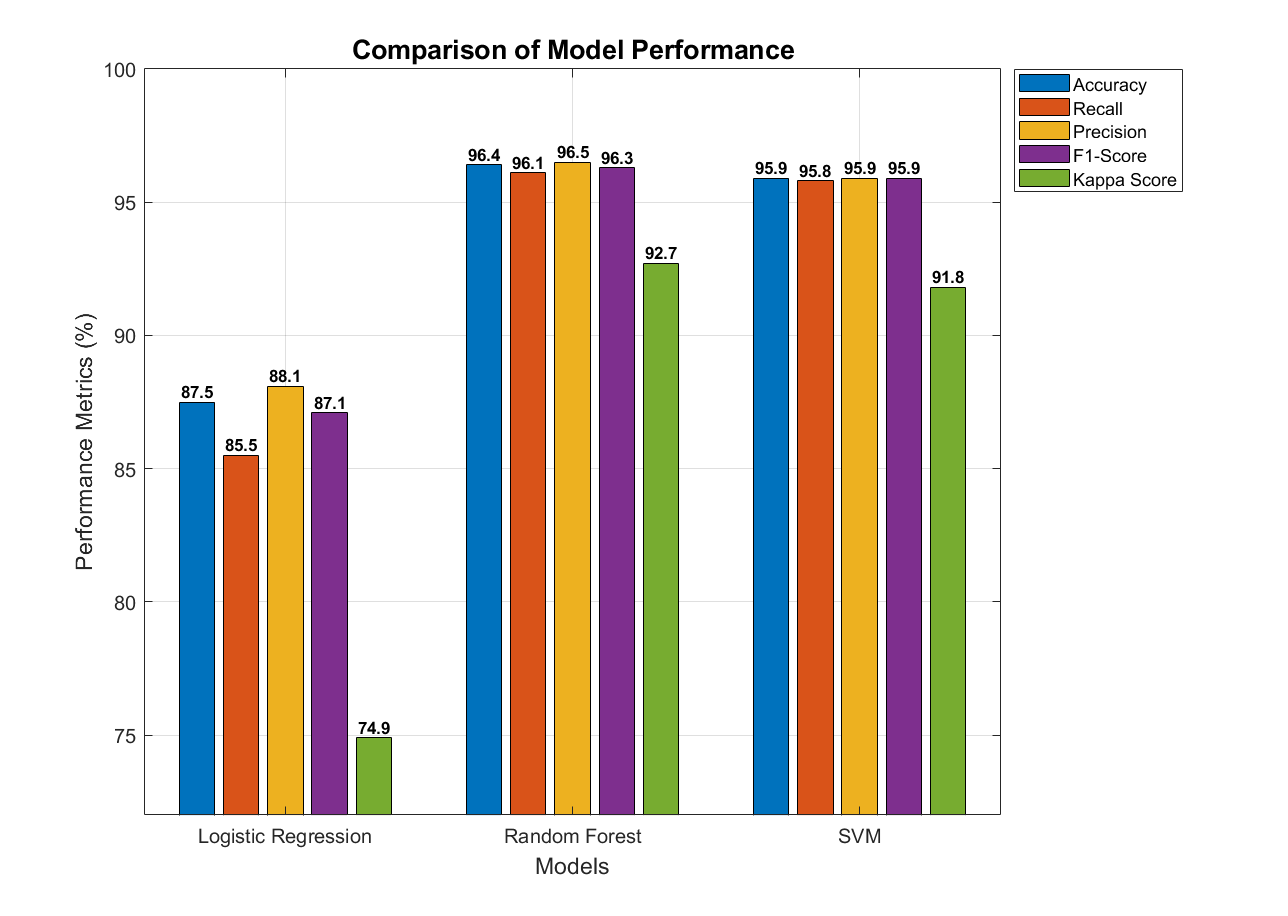 Comparison of Model Performance
Accuracy
Recall
Precision
F1-Score
Kappa Score
Performance Metrics (%)
100
95
90
85
80
75
87.5
85.5
88.1
87.1
74.9
96.4
96.1
96.5
96.3
92.7
95.9
95.8
95.9
95.9
91.8
Logistic Regression
Random Forest
SVM
Models